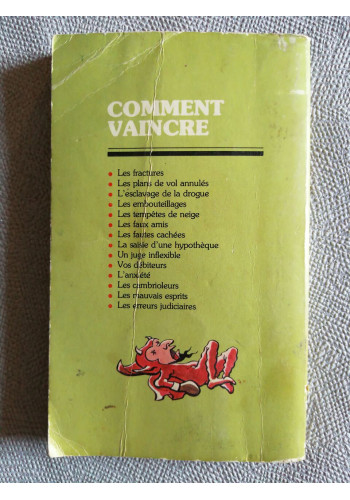 COMMENT
VAINCRE
Les fractures
Les plans de vol annulés
L'esclavage de la drogue
Les embouteillages
Les tempêtes de neige
Les faux amis
Les fautes cachées
La saisie d'une hypothèque
Un juge inflexible
Vos débiteurs
L'anxiété
Les cambrioleurs
Les mauvais esprits
Les erreurs judiciaires